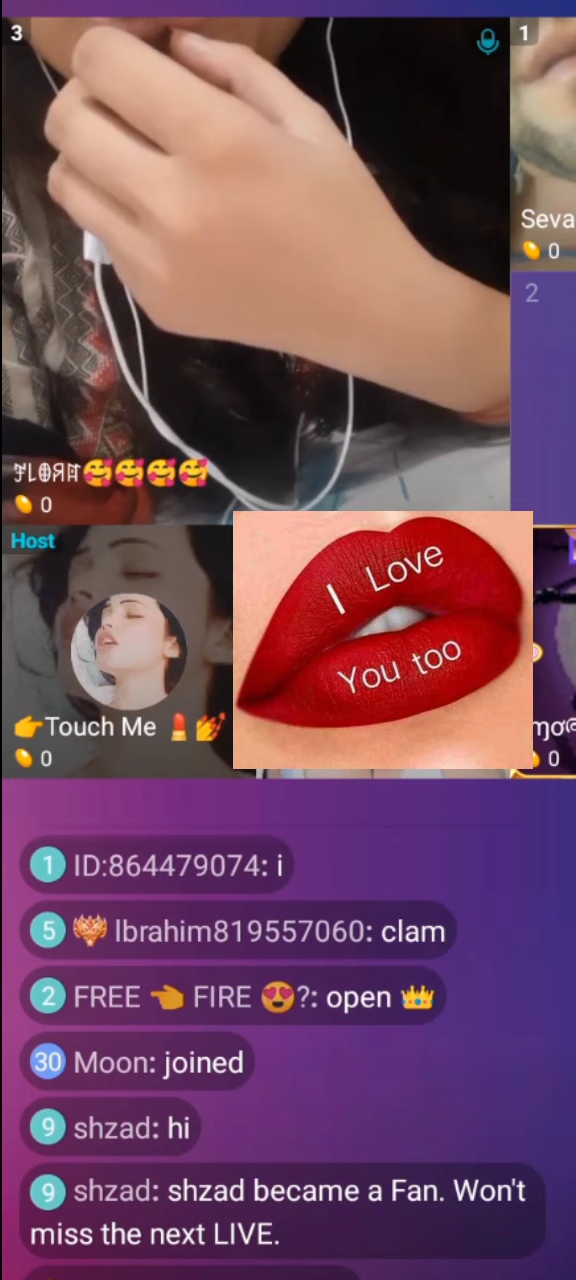 3
1
Seva
0
2
ꟻLӨЯΠ🥰🥰🥰🥰
0
Host
I Love
You too
👉Touch Me 💄💅
0
0
1 ID:864479074: i
5 Ibrahim819557060: clam
2 FREE 👈 FIRE 😍?: open 👑
30 Moon: joined
9 shzad: hi
9 shzad: shzad became a Fan. Won't
miss the next LIVE.